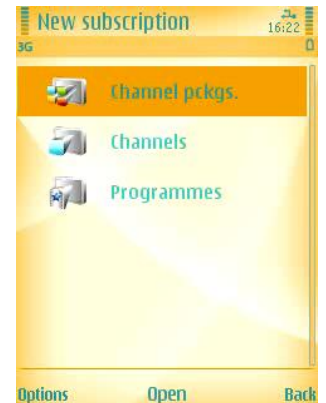 New subscription
16:22
3G
Channel pckgs.
Channels
Programmes
Options Open Back